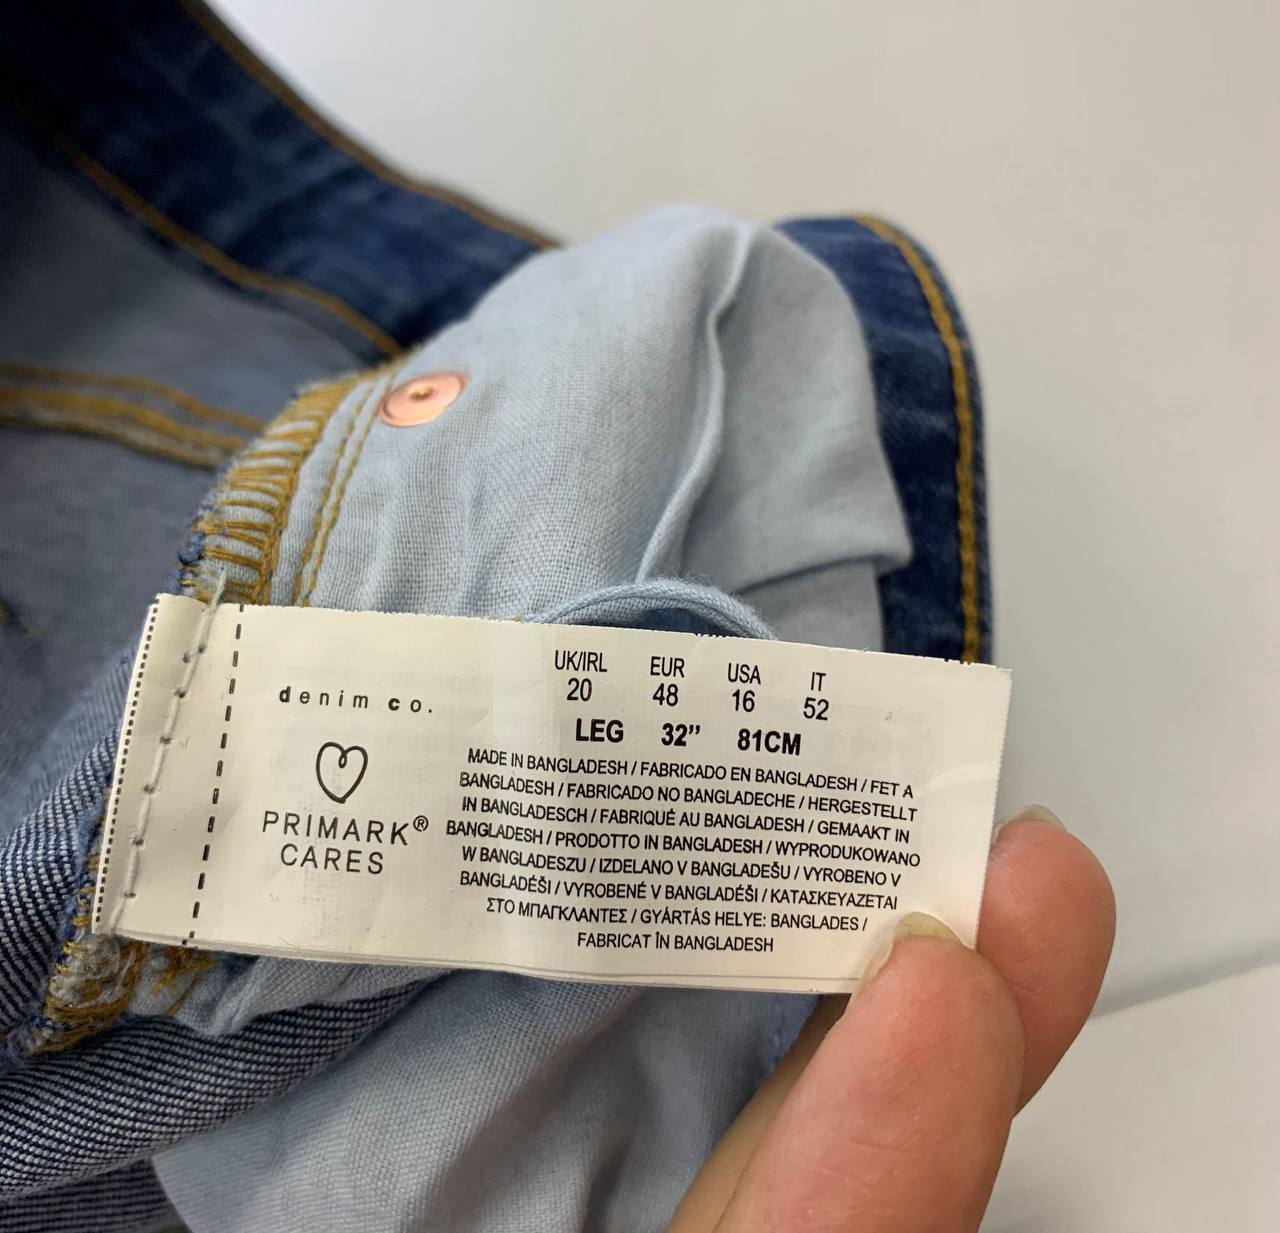 denim co.
PRIMARK®
CARES
UK/IRL EUR USA IT
20 48 16 52
LEG 32” 81CM
MADE IN BANGLADESH / FABRICADO EN BANGLADESH / FET A
BANGLADESH / FABRICADO NO BANGLADECHE / HERGESTELLT
IN BANGLADESCH / FABRIQUÉ AU BANGLADESH / GEMAAKT IN
BANGLADESH / PRODOTTO IN BANGLADESH / WYPRODUKOWANO
W BANGLADESZU / IZDELANO V BANGLADEŠU / VYROBENO V
BANGLADÉŠI / VYROBENÉ V BANGLADÉŠI / ΚΑΤΑΣΚΕΥΑΖΕΤΑΙ
ΣΤΟ ΜΠΑΓΚΛΑΝΤΕΣ / GYÁRTÁS HELYE: BANGLADES /
FABRICAT ÎN BANGLADESH